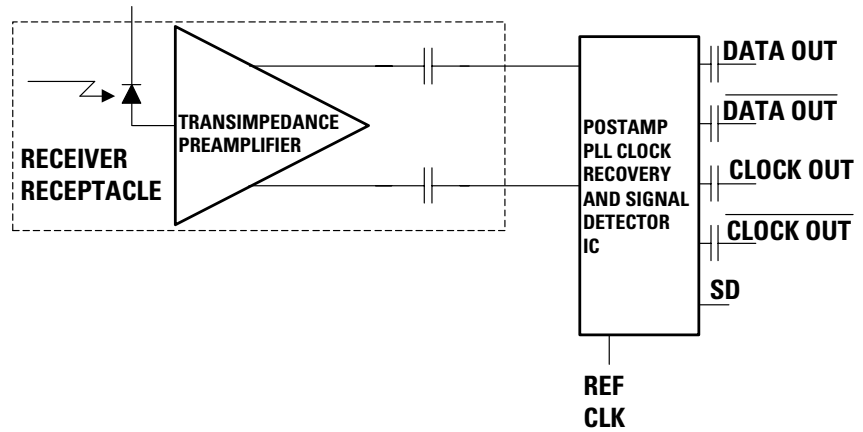 RECEIVER
RECEPTACLE
TRANSIMPEDANCE
PREAMPLIFIER
POSTAMP
PLL CLOCK
RECOVERY
AND SIGNAL
DETECTOR
IC
DATA OUT
DATA OUT
CLOCK OUT
CLOCK OUT
SD
REF
CLK